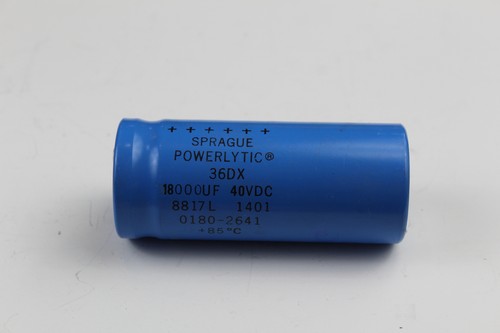 ++++++
SPRAGUE
POWERLYTIC®
36DX
18000UF 40VDC
8817L 1401
0180-2641
+85°C